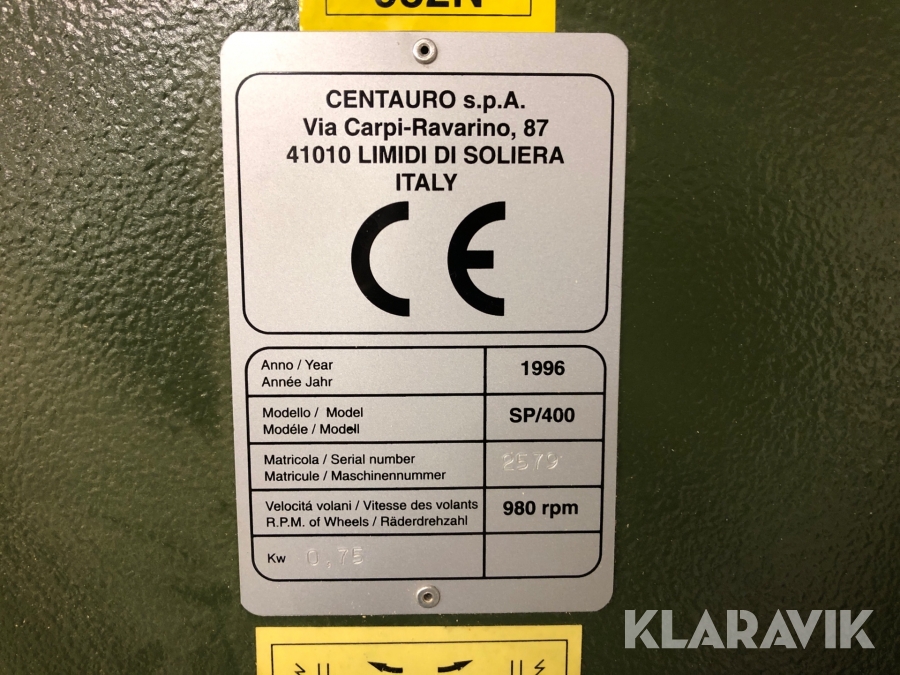 CENTAURO s.p.A.
Via Carpi-Ravarino, 87
41010 LIMIDI DI SOLIERA
ITALY
CE
Anno / Year
Année Jahr
1996
Modello / Model
Modéle / Modell
SP/400
Matricola / Serial number
Matricule / Maschinennummer
2579
Velocitá volani / Vitesse des volants
R.P.M. of Wheels / Räderdrehzahl
980 rpm
Kw 0,75
KLARAVIK